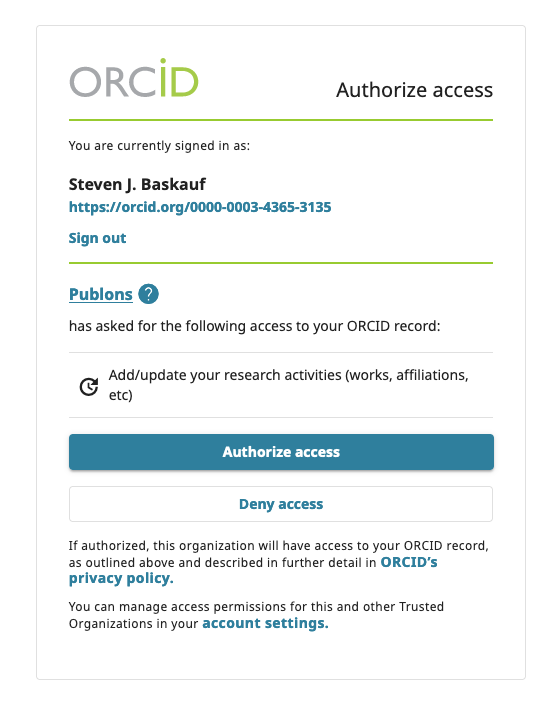 ORCID
Authorize access
You are currently signed in as:
Steven J. Baskauf
https://orcid.org/0000-0003-4365-3135
Sign out
Publons ?
has asked for the following access to your ORCID record:
Add/update your research activities (works, affiliations,
etc)
Authorize access
Deny access
If authorized, this organization will have access to your ORCID record,
as outlined above and described in further detail in ORCID’s
privacy policy.
You can manage access permissions for this and other Trusted
Organizations in your account settings.